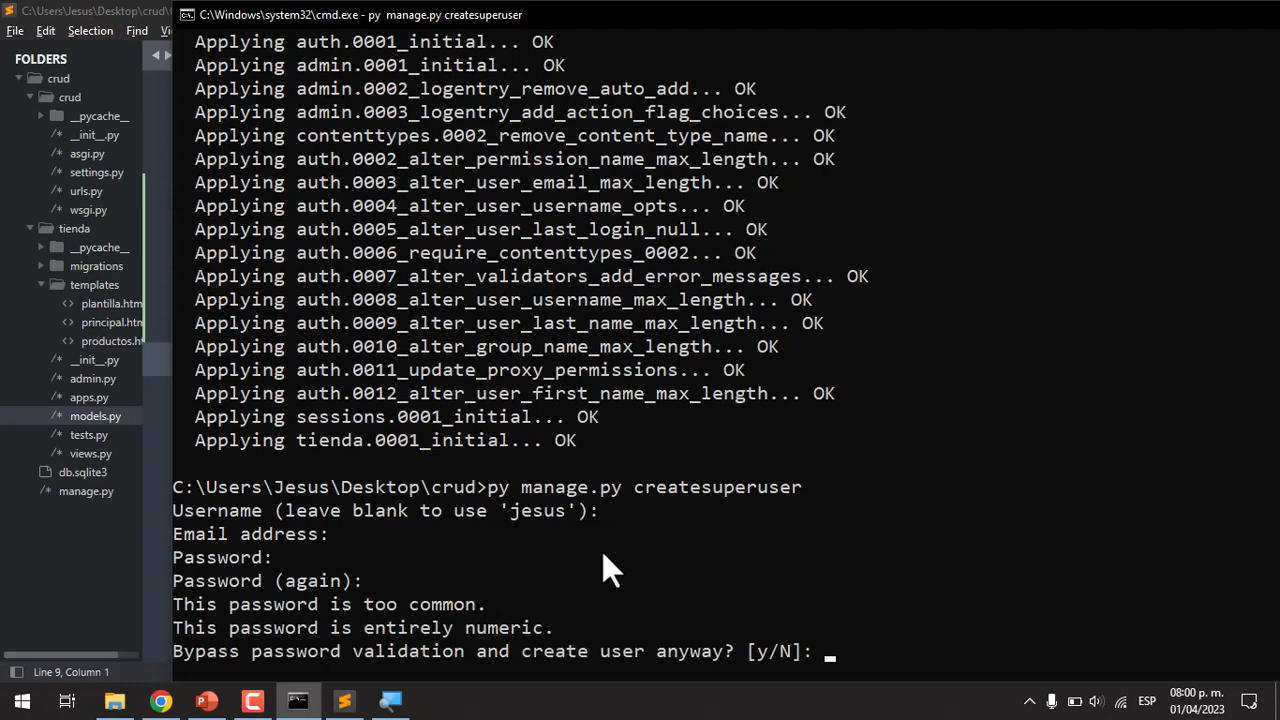 C:\Users\Jesus\Desktop\crud\
C:\Windows\system32\cmd.exe - py manage.py createsuperuser
File Edit Selection Find Vi
FOLDERS
crud
crud
__pycache__
__init__.py
asgi.py
settings.py
urls.py
wsgi.py
tienda
__pycache__
migrations
templates
plantilla.htm
principal.htm
productos.h
__init__.py
admin.py
apps.py
models.py
tests.py
views.py
db.sqlite3
manage.py
Line 9, Column 1
Applying auth.0001_initial... OK
Applying admin.0001_initial... OK
Applying admin.0002_logentry_remove_auto_add... OK
Applying admin.0003_logentry_add_action_flag_choices... OK
Applying contenttypes.0002_remove_content_type_name... OK
Applying auth.0002_alter_permission_name_max_length... OK
Applying auth.0003_alter_user_email_max_length... OK
Applying auth.0004_alter_user_username_opts... OK
Applying auth.0005_alter_user_last_login_null... OK
Applying auth.0006_require_contenttypes_0002... OK
Applying auth.0007_alter_validators_add_error_messages... OK
Applying auth.0008_alter_user_username_max_length... OK
Applying auth.0009_alter_user_last_name_max_length... OK
Applying auth.0010_alter_group_name_max_length... OK
Applying auth.0011_update_proxy_permissions... OK
Applying auth.0012_alter_user_first_name_max_length... OK
Applying sessions.0001_initial... OK
Applying tienda.0001_initial... OK
C:\Users\Jesus\Desktop\crud>py manage.py createsuperuser
Username (leave blank to use 'jesus'):
Email address:
Password:
Password (again):
This password is too common.
This password is entirely numeric.
Bypass password validation and create user anyway? [y/N]:
ESP
08:00 p. m.
01/04/2023